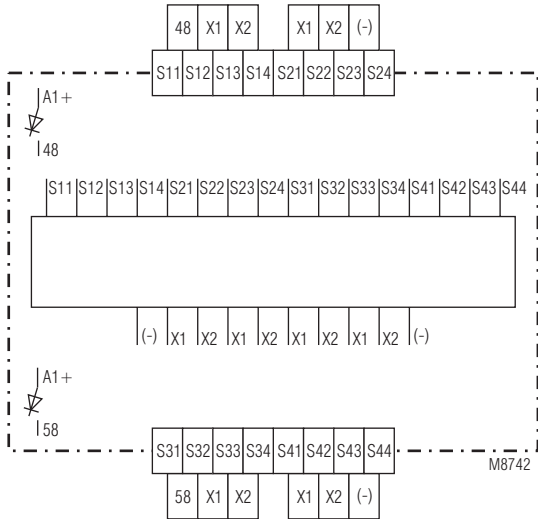 48 X1 X2 X1 X2 (-)
S11 S12 S13 S14 S21 S22 S23 S24
A1+
48
S11 S12 S13 S14 S21 S22 S23 S24 S31 S32 S33 S34 S41 S42 S43 S44
(-) X1 X2 X1 X2 X1 X2 X1 X2 (-)
A1+
58
S31 S32 S33 S34 S41 S42 S43 S44
M8742
58 X1 X2 X1 X2 (-)